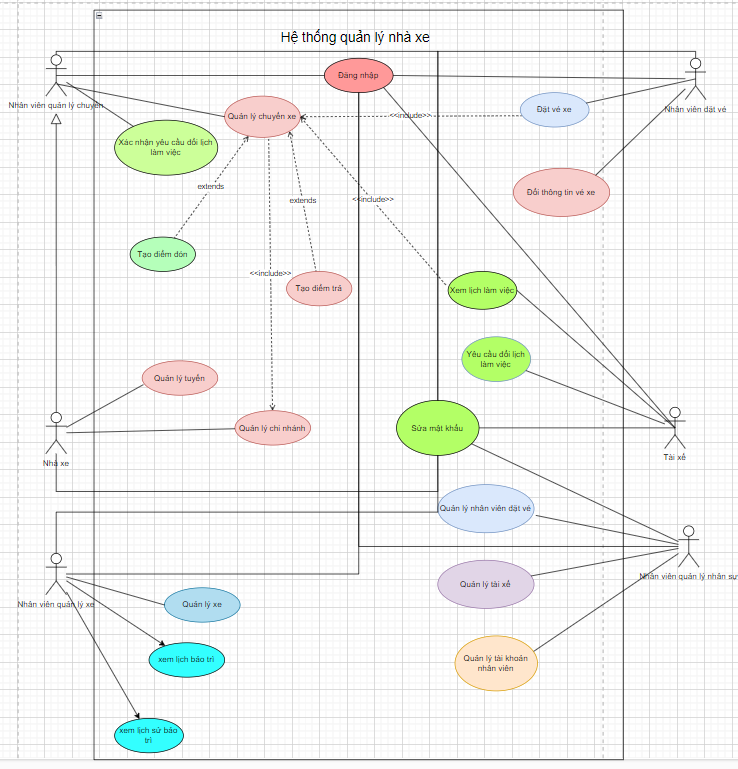 Hệ thống quản lý nhà xe
Đăng nhập
Nhân viên quản lý chuyến
Quản lý chuyến xe
<<include>>
Đặt vé xe
Nhân viên đặt vé
Xác nhận yêu cầu đổi lịch
làm việc
extends
extends
<<include>>
Đổi thông tin vé xe
Tạo điểm đón
<<include>>
Tạo điểm trả
Xem lịch làm việc
Yêu cầu đổi lịch
làm việc
Quản lý tuyến
Quản lý chi nhánh
Sửa mật khẩu
Nhà xe
Tài xế
Quản lý nhân viên đặt vé
Nhân viên quản lý nhân sự
Quản lý tài xế
Nhân viên quản lý xe
Quản lý xe
xem lịch bảo trì
Quản lý tài khoản
nhân viên
xem lịch sử bảo
trì